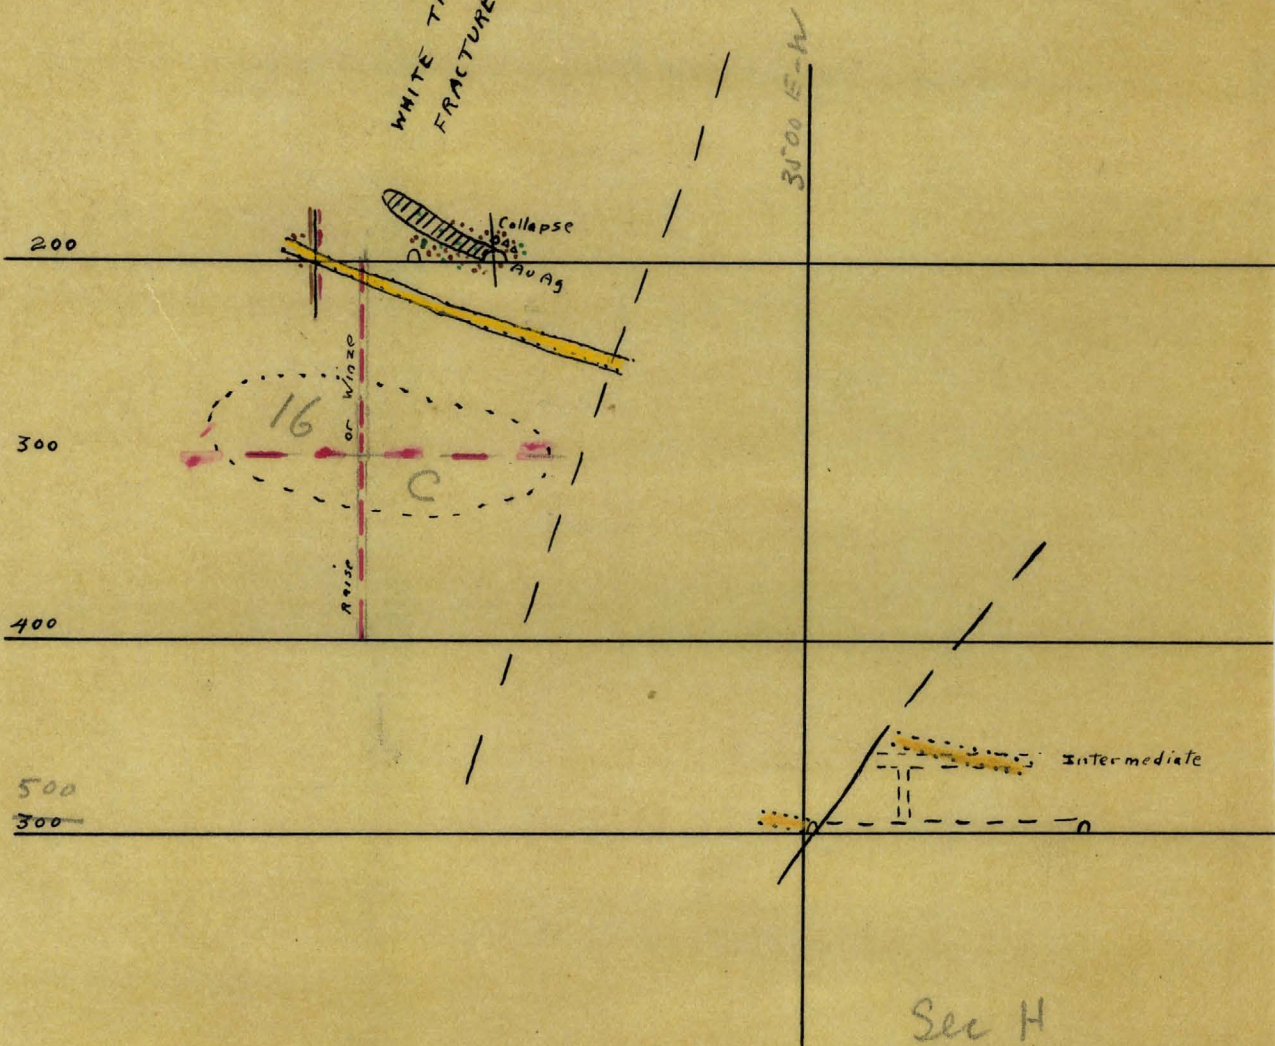 WHITE
FRACTURE
3500 E-W
200
Collapse
Au Ag
or Winze
16
300
C
Raise
400
Intermediate
500
300
Sec H